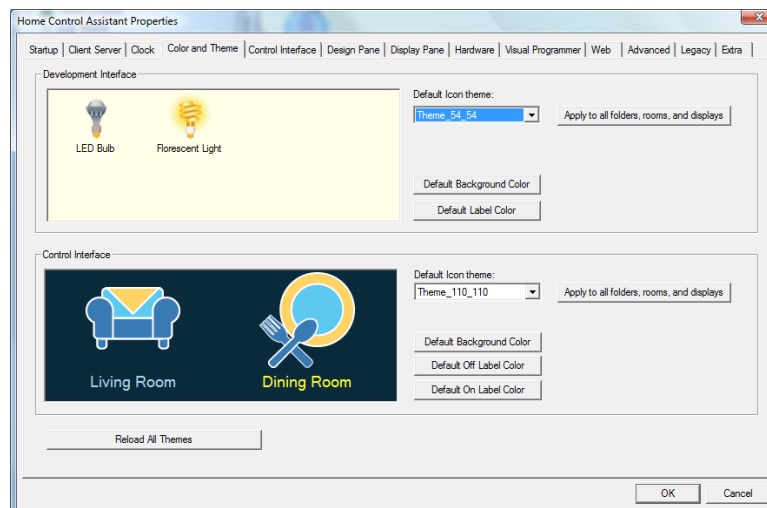 Home Control Assistant Properties
Startup Client Server Clock Color and Theme Control Interface Design Pane Display Pane Hardware Visual Programmer Web Advanced Legacy Extra
Development Interface
LED Bulb
Florescent Light
Default Icon theme:
Theme_54_54
Apply to all folders, rooms, and displays
Default Background Color
Default Label Color
Control Interface
Living Room
Dining Room
Default Icon theme:
Theme_110_110
Apply to all folders, rooms, and displays
Default Background Color
Default Off Label Color
Default On Label Color
Reload All Themes
OK
Cancel